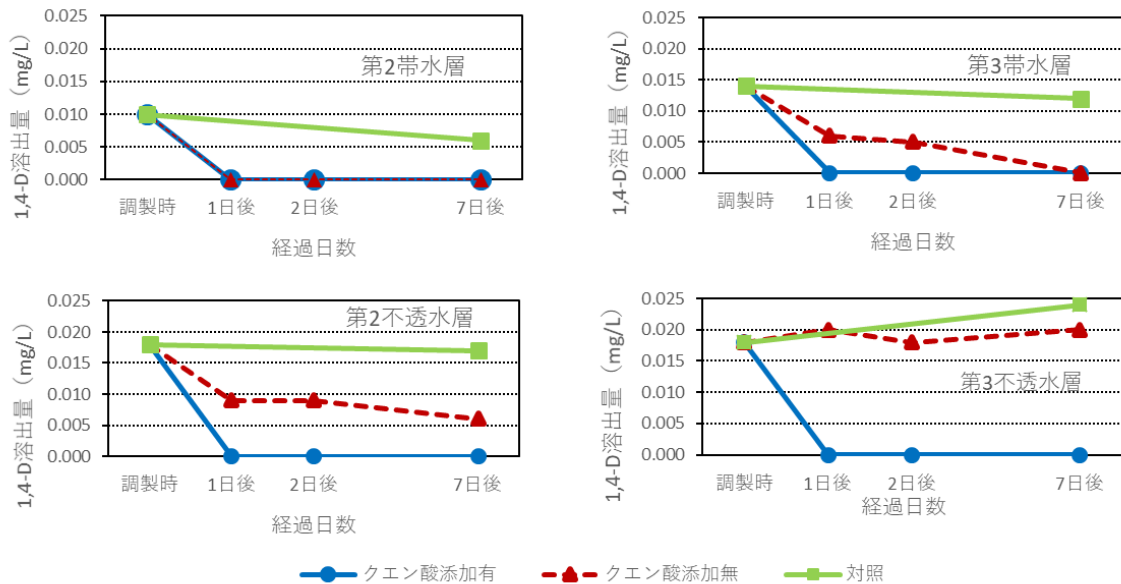 1,4-D溶出量（mg/L）
0.025
0.020
0.015
0.010
0.005
0.000
第2帯水層
調製時 1日後 2日後 7日後
経過日数
1,4-D溶出量（mg/L）
0.025
0.020
0.015
0.010
0.005
0.000
第3帯水層
調製時 1日後 2日後 7日後
経過日数
1,4-D溶出量（mg/L）
0.025
0.020
0.015
0.010
0.005
0.000
第2不透水層
調製時 1日後 2日後 7日後
経過日数
1,4-D溶出量（mg/L）
0.025
0.020
0.015
0.010
0.005
0.000
第3不透水層
調製時 1日後 2日後 7日後
経過日数
クエン酸添加有 クエン酸添加無 対照